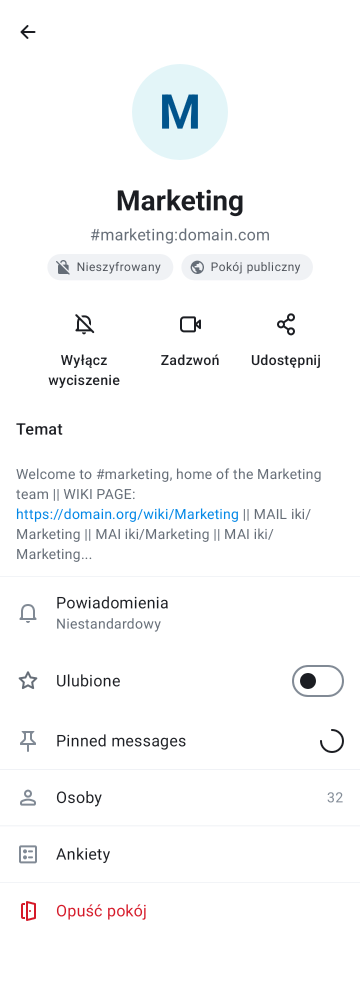 M
Marketing
#marketing:domain.com
Nieszyfrowany
Pokój publiczny
Wyłącz
wyciszenie
Zadzwoń
Udostępnij
Temat
Welcome to #marketing, home of the Marketing
team || WIKI PAGE:
https://domain.org/wiki/Marketing || MAIL iki/
Marketing || MAI iki/Marketing || MAI iki/
Marketing...
Powiadomienia
Niestandardowy
Ulubione
Pinned messages
Osoby 32
Ankiety
Opuść pokój